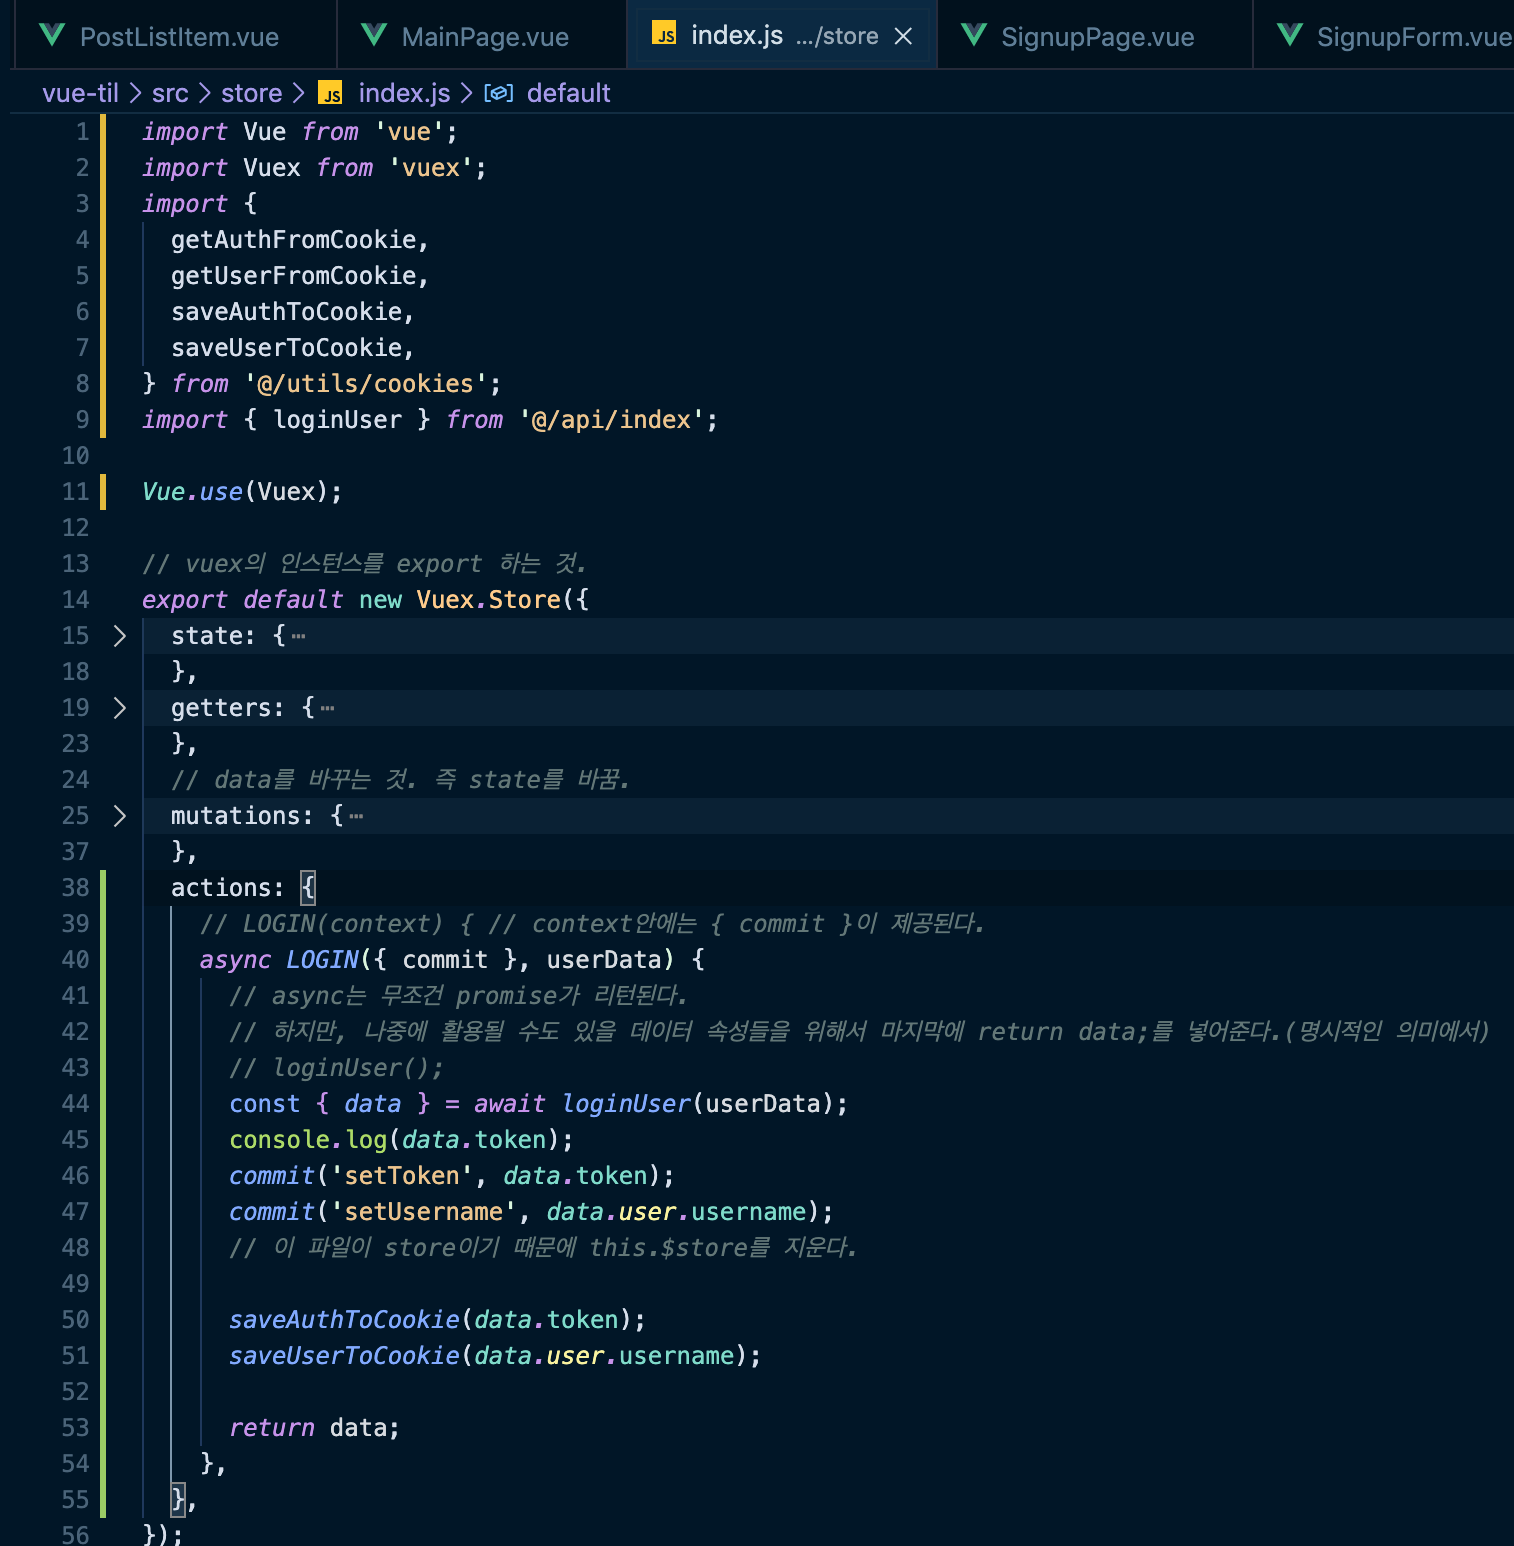 PostListItem.vue MainPage.vue JS index.js .../store SignupPage.vue SignupForm.vue
vue-til > src > store > JS index.js > default
1 import Vue from 'vue';
2 import Vuex from 'vuex';
3 import {
4 getAuthFromCookie,
5 getUserFromCookie,
6 saveAuthToCookie,
7 saveUserToCookie,
8 } from '@/utils/cookies';
9 import { loginUser } from '@/api/index';
10
11 Vue.use(Vuex);
12
13 // vuex의 인스턴스를 export 하는 것.
14 export default new Vuex.Store({
15 state: {…
18 },
19 getters: {…
23 },
24 // data를 바꾸는 것. 즉 state를 바꿈.
25 mutations: {…
37 },
38 actions: {
39 // LOGIN(context) { // context안에는 { commit }이 제공된다.
40 async LOGIN({ commit }, userData) {
41 // async는 무조건 promise가 리턴된다.
42 // 하지만, 나중에 활용될 수도 있을 데이터 속성들을 위해서 마지막에 return data;를 넣어준다.(명시적인 의미에서)
43 // loginUser();
44 const { data } = await loginUser(userData);
45 console.log(data.token);
46 commit('setToken', data.token);
47 commit('setUsername', data.user.username);
48 // 이 파일이 store이기 때문에 this.$store를 지운다.
49
50 saveAuthToCookie(data.token);
51 saveUserToCookie(data.user.username);
52
53 return data;
54 },
55 },
56 });